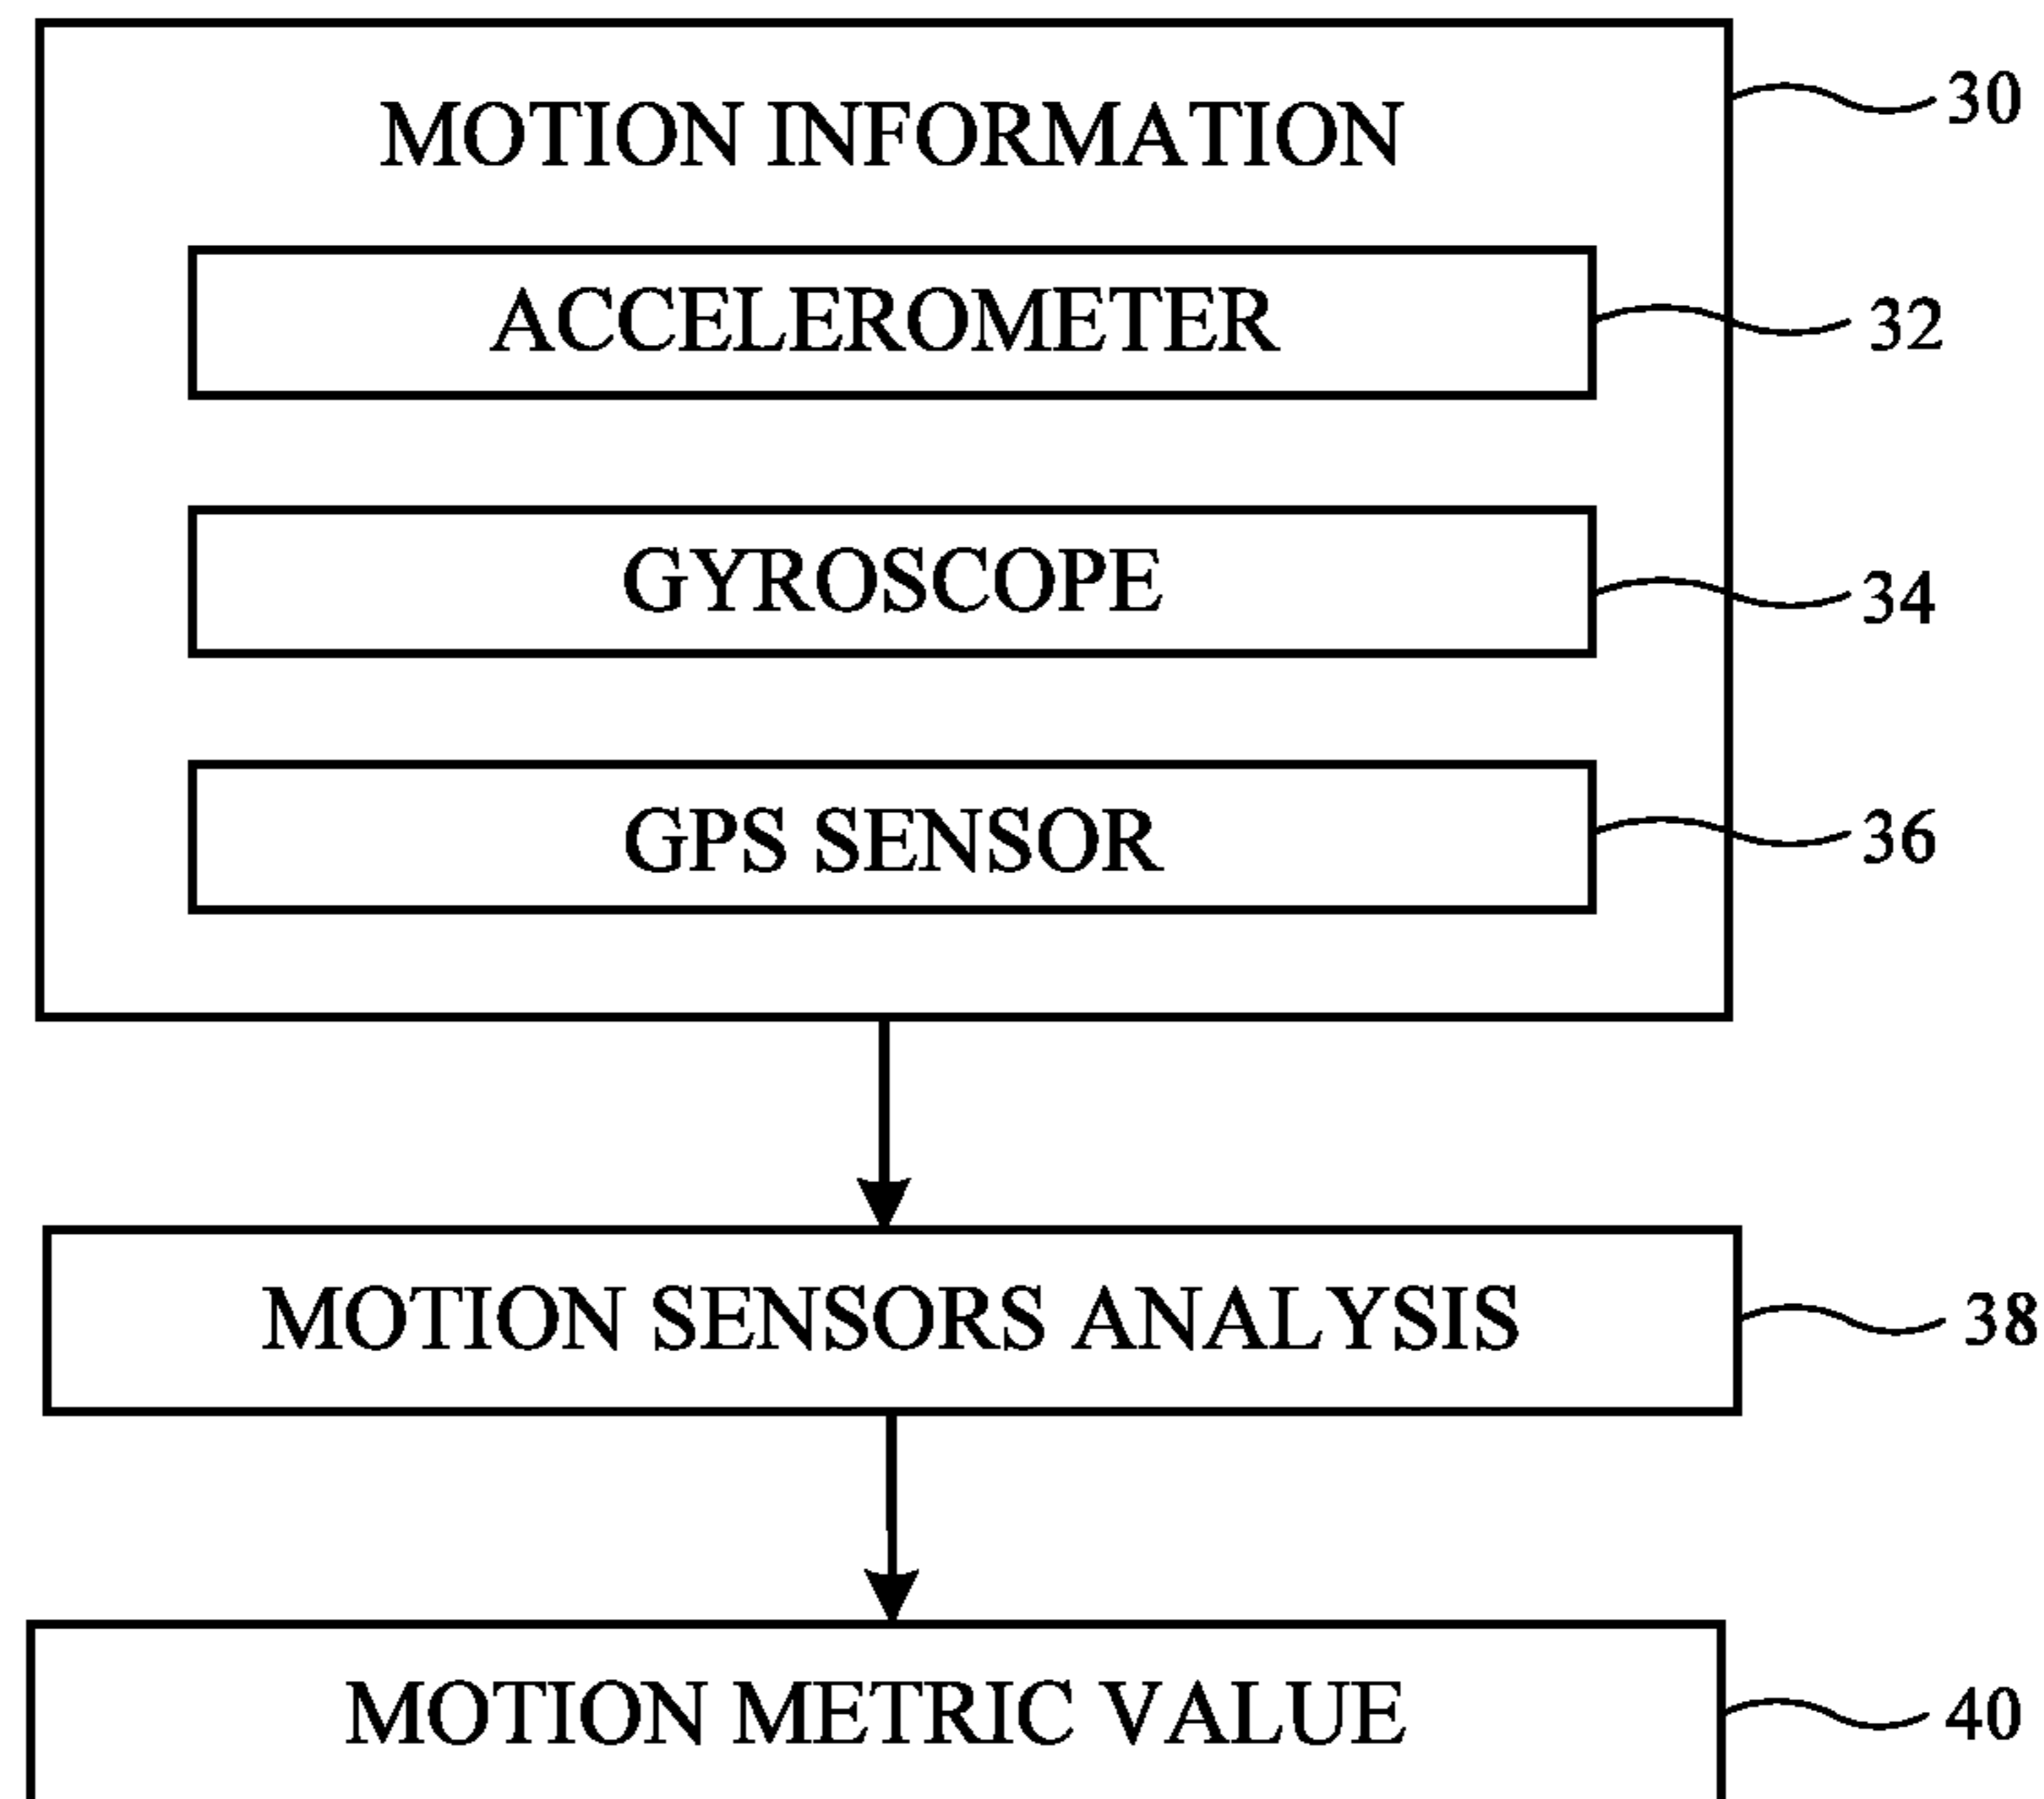 MOTION INFORMATION 30
ACCELEROMETER 32
GYROSCOPE 34
GPS SENSOR 36
MOTION SENSORS ANALYSIS 38
MOTION METRIC VALUE 40